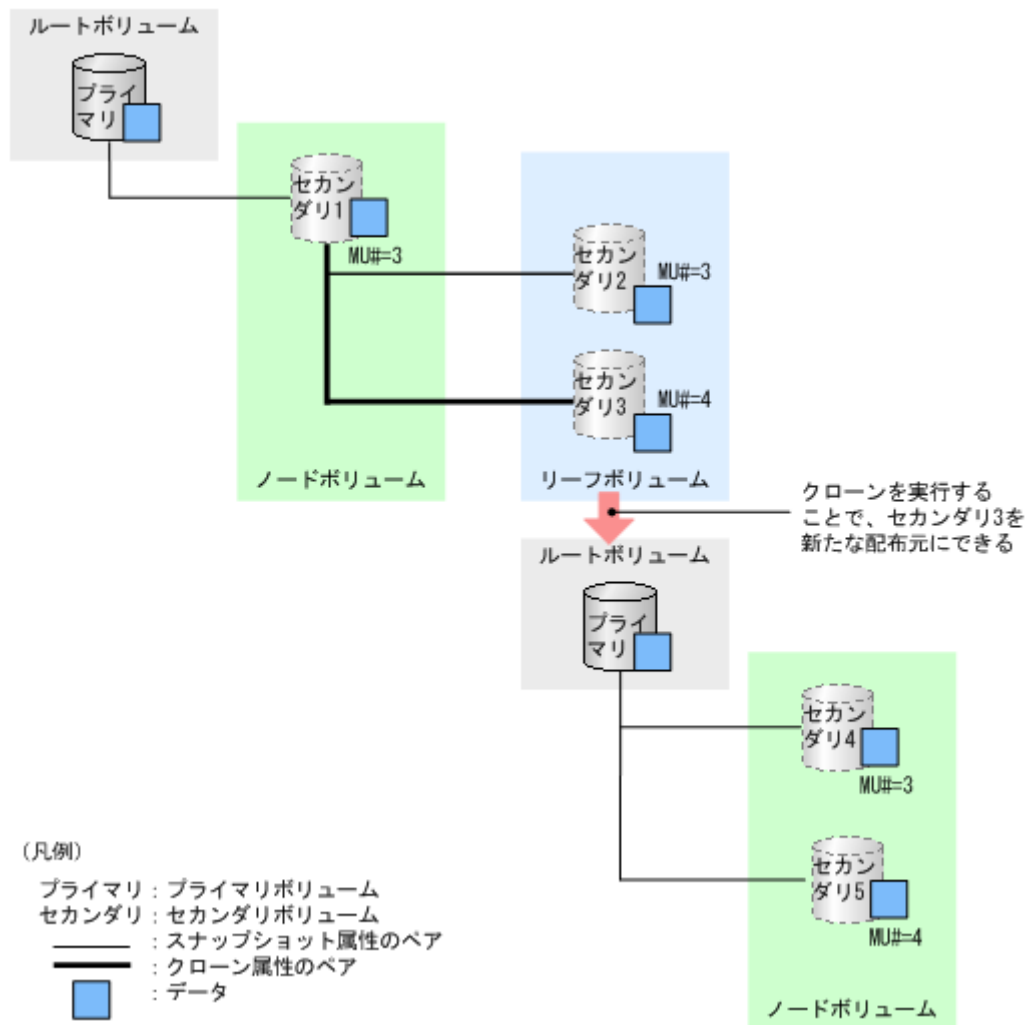 ルートボリューム
プライ
マリ
セカン
ダリ1
MU#=3
セカン
ダリ2
MU#=3
セカン
ダリ3
MU#=4
ノードボリューム
リーフボリューム
クローンを実行する
ことで、セカンダリ3を
新たな配布元にできる
ルートボリューム
プライ
マリ
セカン
ダリ4
MU#=3
セカン
ダリ5
MU#=4
ノードボリューム
(凡例)
プライマリ:プライマリボリューム
セカンダリ:セカンダリボリューム
:スナップショット属性のペア
:クローン属性のペア
:データ